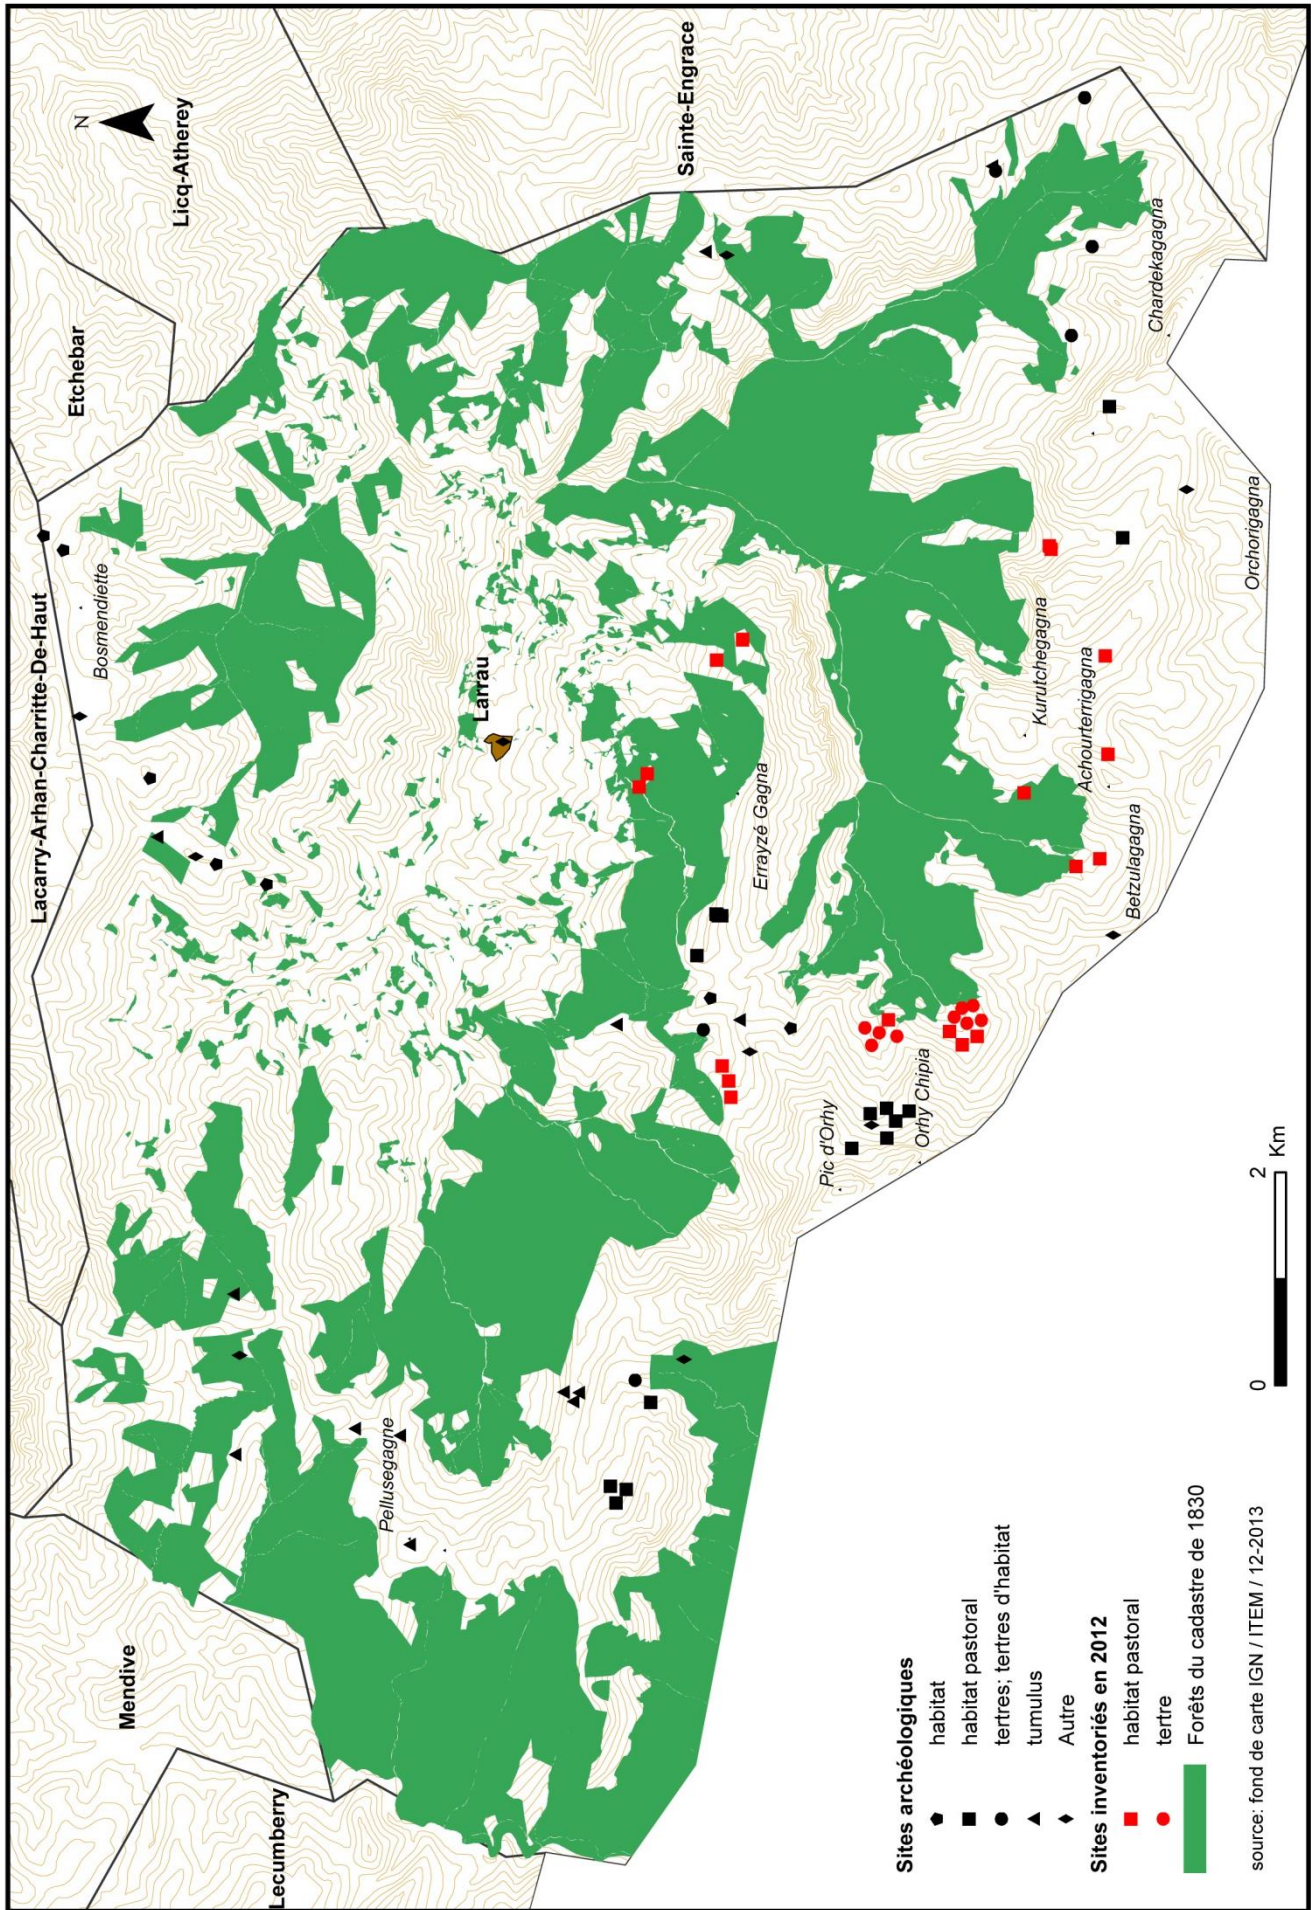 Lacarry-Arhan-Charritte-De-Haut
Etchebar
Licq-Atherey
N
Sainte-Engrace
Mendive
Lecumberry
Bosmendiette
Larrau
Pellusegagne
Errayzé Gagna
Pic d'Orhy
Orhy Chipia
Kurutchegagna
Achourterrigagna
Betzulagagna
Chardekagagna
Orchorigagna
Sites archéologiques
habitat
habitat pastoral
tertres; tertres d'habitat
tumulus
Autre
Sites inventoriés en 2012
habitat pastoral
tertre
Forêts du cadastre de 1830
source: fond de carte IGN / ITEM / 12-2013
0 2
Km